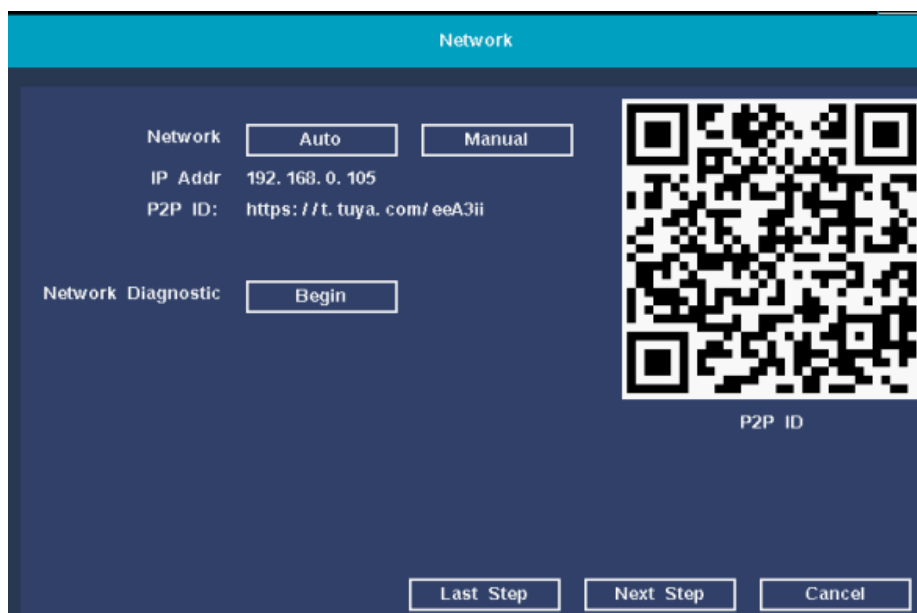 Network
Network Auto Manual
IP Addr 192.168.0.105
P2P ID: https://t.tuya.com/eeA3ii
Network Diagnostic Begin
P2P ID
Last Step Next Step Cancel